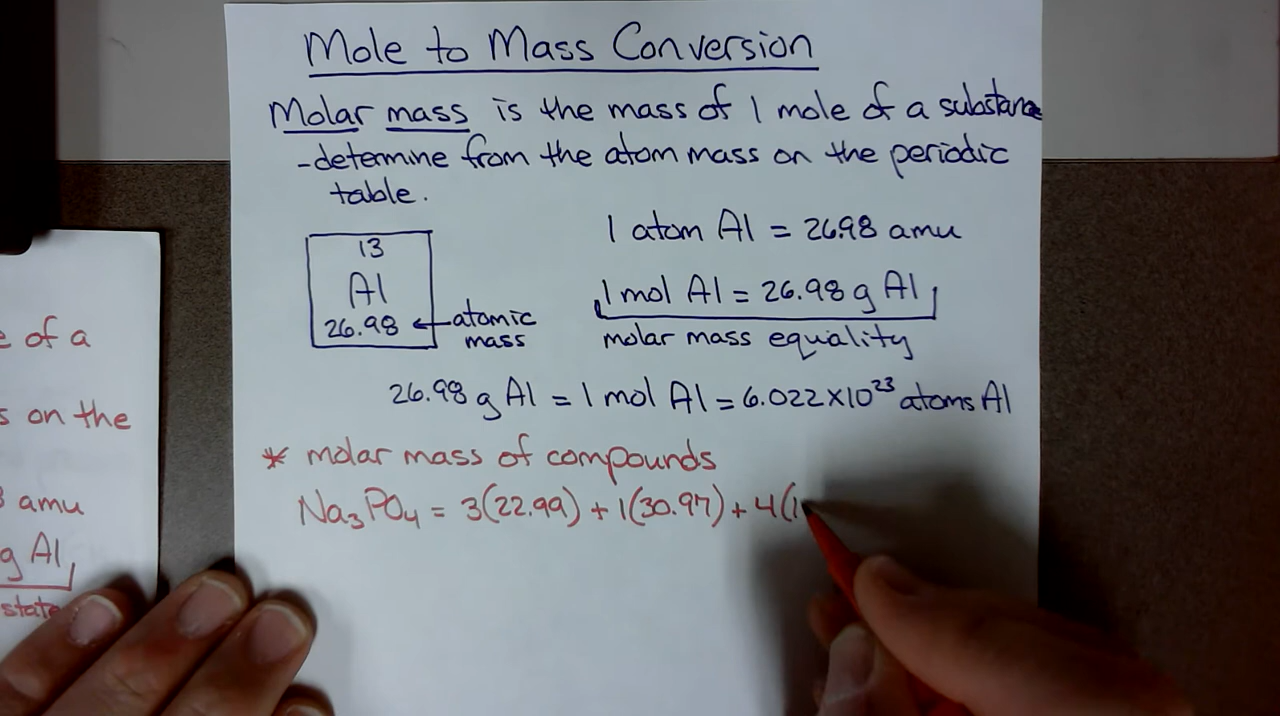 Mole to Mass Conversion
Molar mass is the mass of 1 mole of a substance
-determine from the atom mass on the periodic
table.
13
Al
26.98 ← atomic
mass
1 atom Al = 26.98 amu
1 mol Al = 26.98 g Al
molar mass equality
26.98 g Al = 1 mol Al = 6.022×10²³ atoms Al
* molar mass of compounds
Na₃PO₄ = 3(22.99) + 1(30.97) + 4(1
of a
on the
amu
g Al